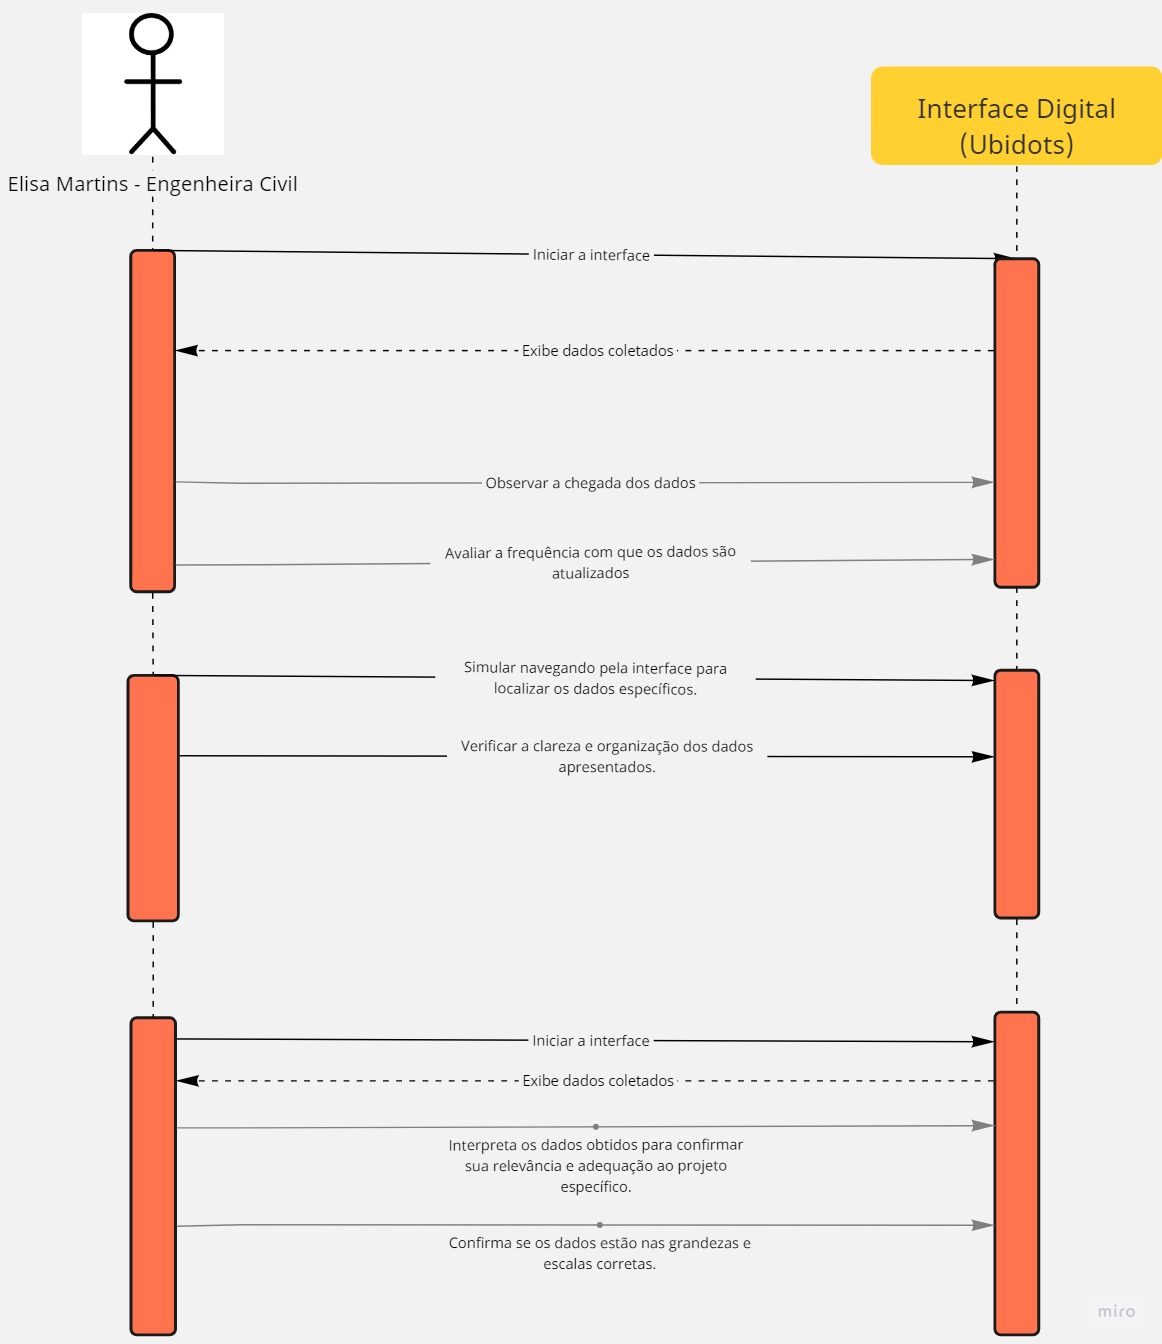 Interface Digital
(Ubidots)
Elisa Martins - Engenheira Civil
Iniciar a interface
Exibe dados coletados
Observar a chegada dos dados
Avaliar a frequência com que os dados são
atualizados
Simular navegando pela interface para
localizar os dados específicos.
Verificar a clareza e organização dos dados
apresentados.
Iniciar a interface
Exibe dados coletados
Interpreta os dados obtidos para confirmar
sua relevância e adequação ao projeto
específico.
Confirma se os dados estão nas grandezas e
escalas corretas.
miro